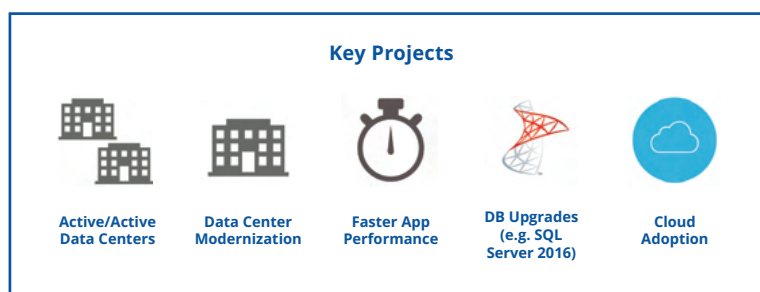 Key Projects
Active/Active
Data Centers
Data Center
Modernization
Faster App
Performance
DB Upgrades
(e.g. SQL
Server 2016)
Cloud
Adoption